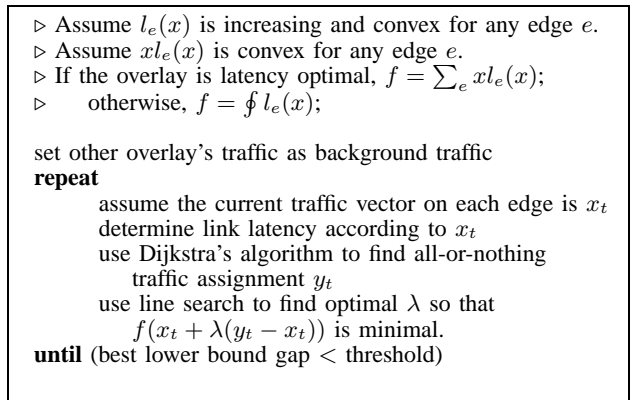 ▷ Assume l_e(x) is increasing and convex for any edge e.
▷ Assume xl_e(x) is convex for any edge e.
▷ If the overlay is latency optimal, f = ∑_e xl_e(x);
▷ otherwise, f = ∮ l_e(x);
set other overlay's traffic as background traffic
repeat
assume the current traffic vector on each edge is x_t
determine link latency according to x_t
use Dijkstra's algorithm to find all-or-nothing
traffic assignment y_t
use line search to find optimal λ so that
f(x_t + λ(y_t − x_t)) is minimal.
until (best lower bound gap < threshold)